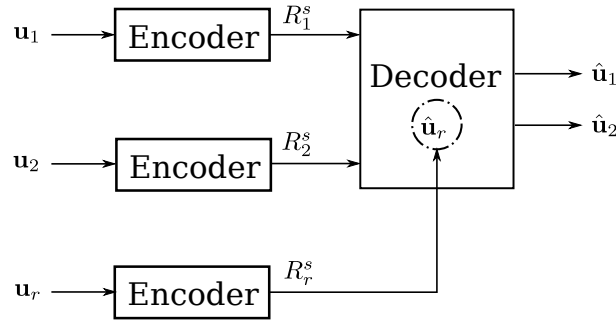 𝐮₁ Encoder R₁ˢ
Decoder 𝐮̂₁
𝐮̂ᵣ 𝐮̂₂
𝐮₂ Encoder R₂ˢ
𝐮ᵣ Encoder Rᵣˢ